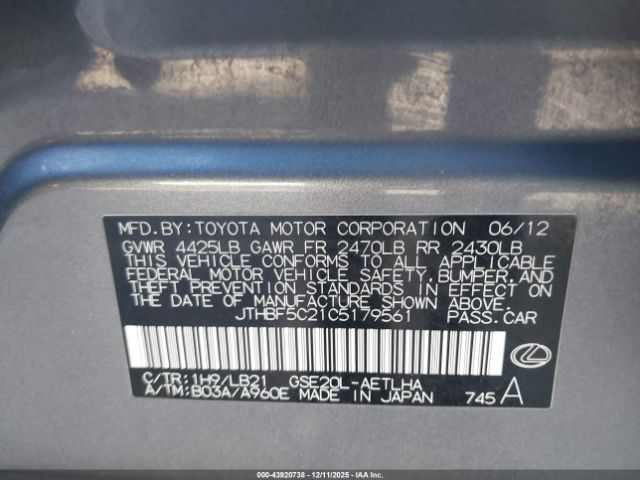 MFD.BY:TOYOTA MOTOR CORPORATION 06/12
GVWR 4425LB GAWR FR 2470LB RR 2430LB
THIS VEHICLE CONFORMS TO ALL APPLICABLE
FEDERAL MOTOR VEHICLE SAFETY, BUMPER, AND
THEFT PREVENTION STANDARDS IN EFFECT ON
THE DATE OF MANUFACTURE SHOWN ABOVE.
JTHBF5C21C5179561 PASS.CAR
C/TR:1H9/LB21 GSE20L-AETLHA
A/TM:B03A/A960E MADE IN JAPAN 745 A
000-43920738 - 12/11/2025 - IAAI.COM